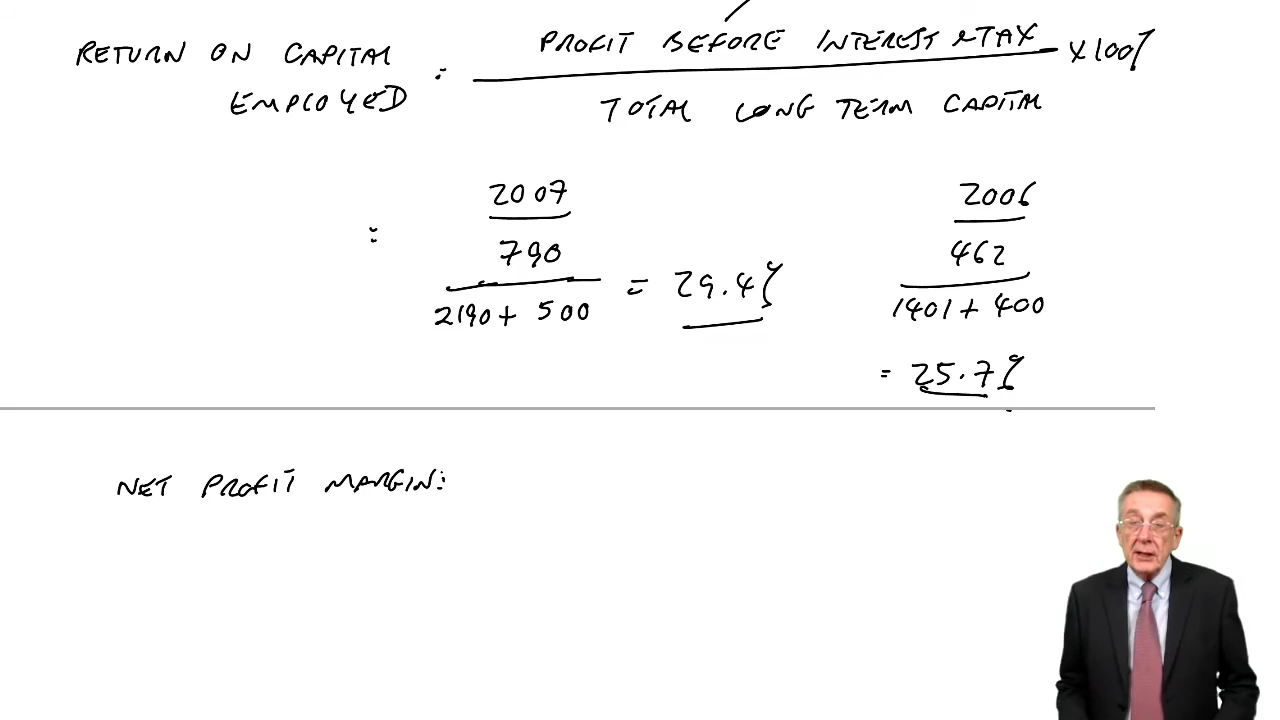 RETURN ON CAPITAL EMPLOYED = PROFIT BEFORE INTEREST & TAX x 100%
TOTAL LONG TERM CAPITAL
2007
2006
= 790
2190 + 500 = 29.4%
462
1401 + 400
= 25.7%
NET PROFIT MARGIN: